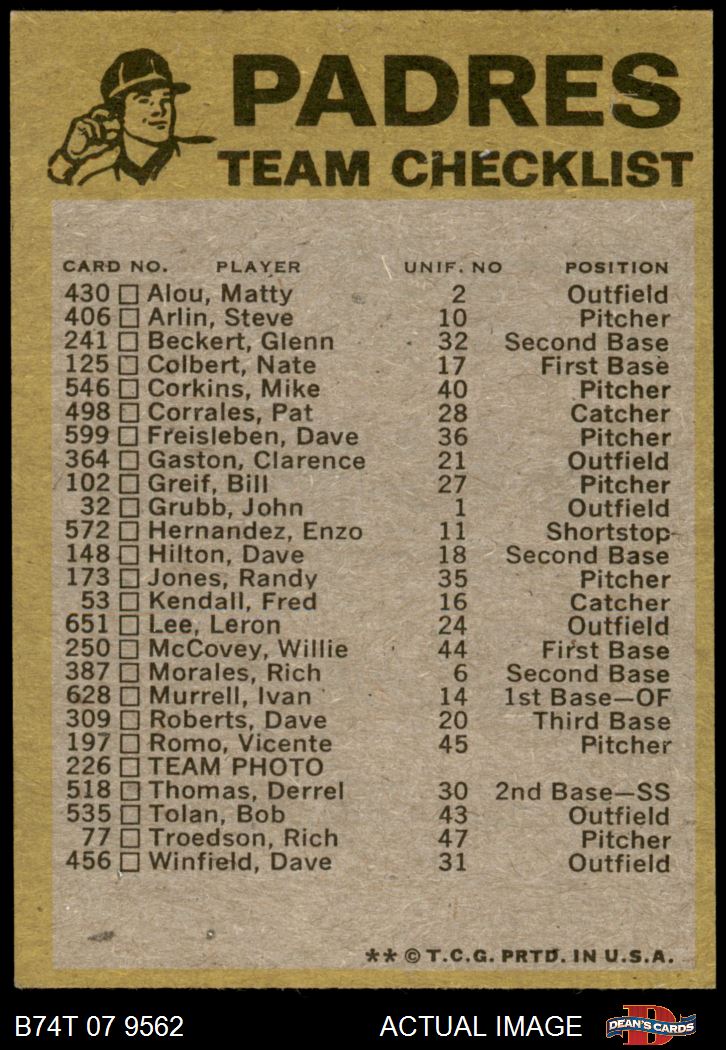 PADRES
TEAM CHECKLIST
CARD NO. PLAYER UNIF. NO POSITION
430 Alou, Matty 2 Outfield
406 Arlin, Steve 10 Pitcher
241 Beckert, Glenn 32 Second Base
125 Colbert, Nate 17 First Base
546 Corkins, Mike 40 Pitcher
498 Corrales, Pat 28 Catcher
599 Freisleben, Dave 36 Pitcher
364 Gaston, Clarence 21 Outfield
102 Greif, Bill 27 Pitcher
32 Grubb, John 1 Outfield
572 Hernandez, Enzo 11 Shortstop
148 Hilton, Dave 18 Second Base
173 Jones, Randy 35 Pitcher
53 Kendall, Fred 16 Catcher
651 Lee, Leron 24 Outfield
250 McCovey, Willie 44 First Base
387 Morales, Rich 6 Second Base
628 Murrell, Ivan 14 1st Base—OF
309 Roberts, Dave 20 Third Base
197 Romo, Vicente 45 Pitcher
226 TEAM PHOTO
518 Thomas, Derrel 30 2nd Base—SS
535 Tolan, Bob 43 Outfield
77 Troedson, Rich 47 Pitcher
456 Winfield, Dave 31 Outfield
** © T.C.G. PRTD. IN U.S.A.
B74T 07 9562 ACTUAL IMAGE D DEAN'S CARDS